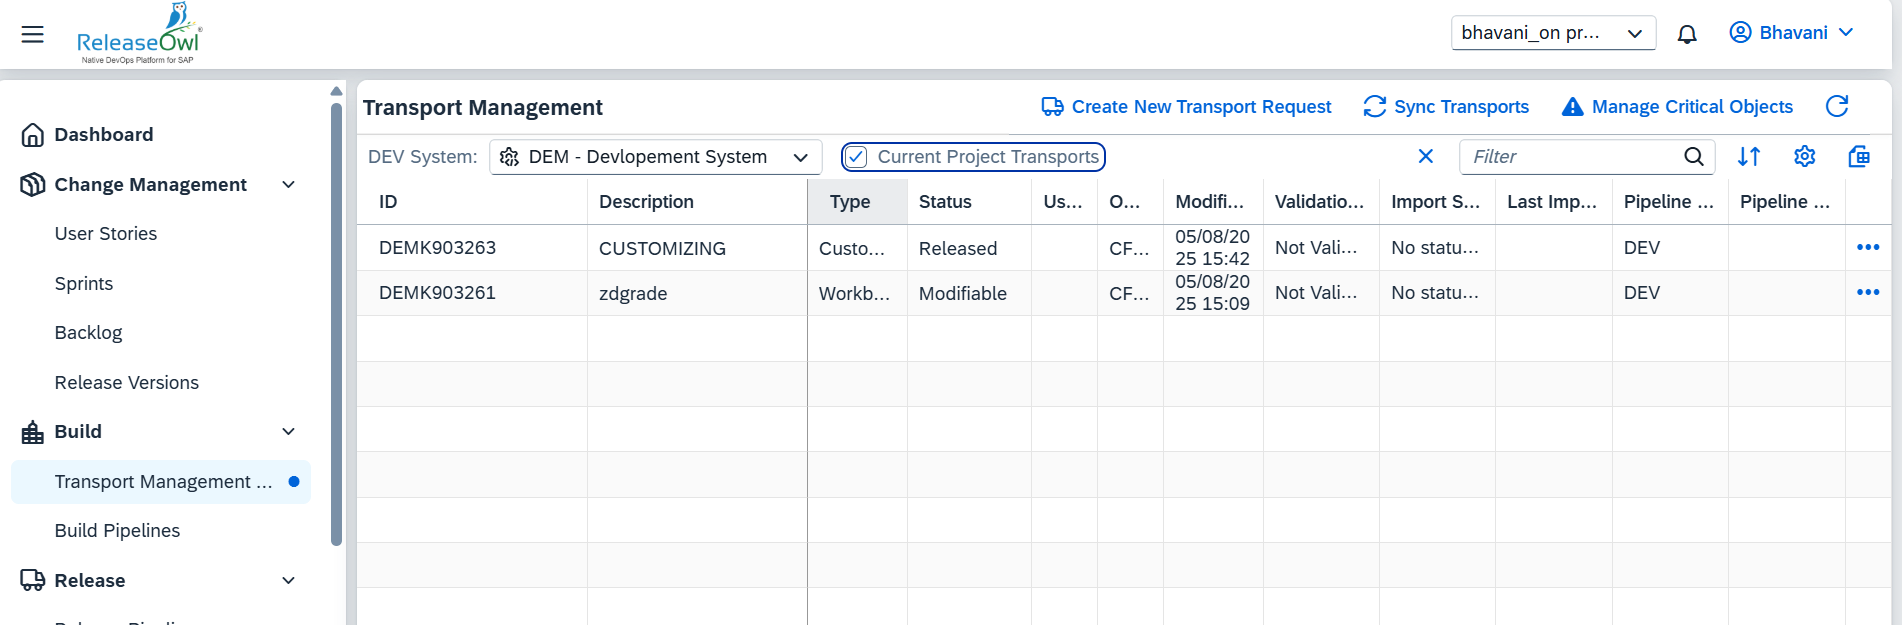 ReleaseOwl
Native DevOps Platform for SAP
bhavani_on pr...
Bhavani
Dashboard
Change Management
User Stories
Sprints
Backlog
Release Versions
Build
Transport Management ...
Build Pipelines
Release
Transport Management
Create New Transport Request
Sync Transports
Manage Critical Objects
DEV System:
DEM - Devlopement System
Current Project Transports
Filter
ID Description Type Status Us... O... Modifi... Validatio... Import S... Last Imp... Pipeline ... Pipeline ...
DEMK903263 CUSTOMIZING Custo... Released CF... 05/08/20 Not Vali... No statu... DEV
25 15:42
DEMK903261 zdgrade Workb... Modifiable CF... 05/08/20 Not Vali... No statu... DEV
25 15:09